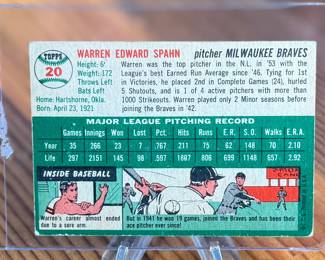 TOPPS
20
WARREN EDWARD SPAHN
pitcher MILWAUKEE BRAVES
Height: 6'
Weight: 172
Throws Left
Bats Left
Home: Hartshorne, Okla.
Born: April 23, 1921
Warren was the top pitcher in the N.L. in '53 with the
League's best Earned Run Average since '46. Tying for 1st
in Victories, he placed 2nd in Complete Games (24), hurled
5 Shutouts, and is 1 of 4 active pitchers with more than
1000 Strikeouts. Warren played only 2 Minor seasons
before joining the Braves in '42.
MAJOR LEAGUE PITCHING RECORD
Games Innings Won Lost Pct. Hits Runs E.R. S.O. Walks E.R.A.
Year 35 266 23 7 .767 211 75 62 148 70 2.10
Life 297 2151 145 98 .597 806 699 1168 657 2.92
INSIDE BASEBALL
Warren's career almost
ended due to an arm injury.
But in 1941 he won 19 games, joined the Braves and has been their
ace pitcher ever since!